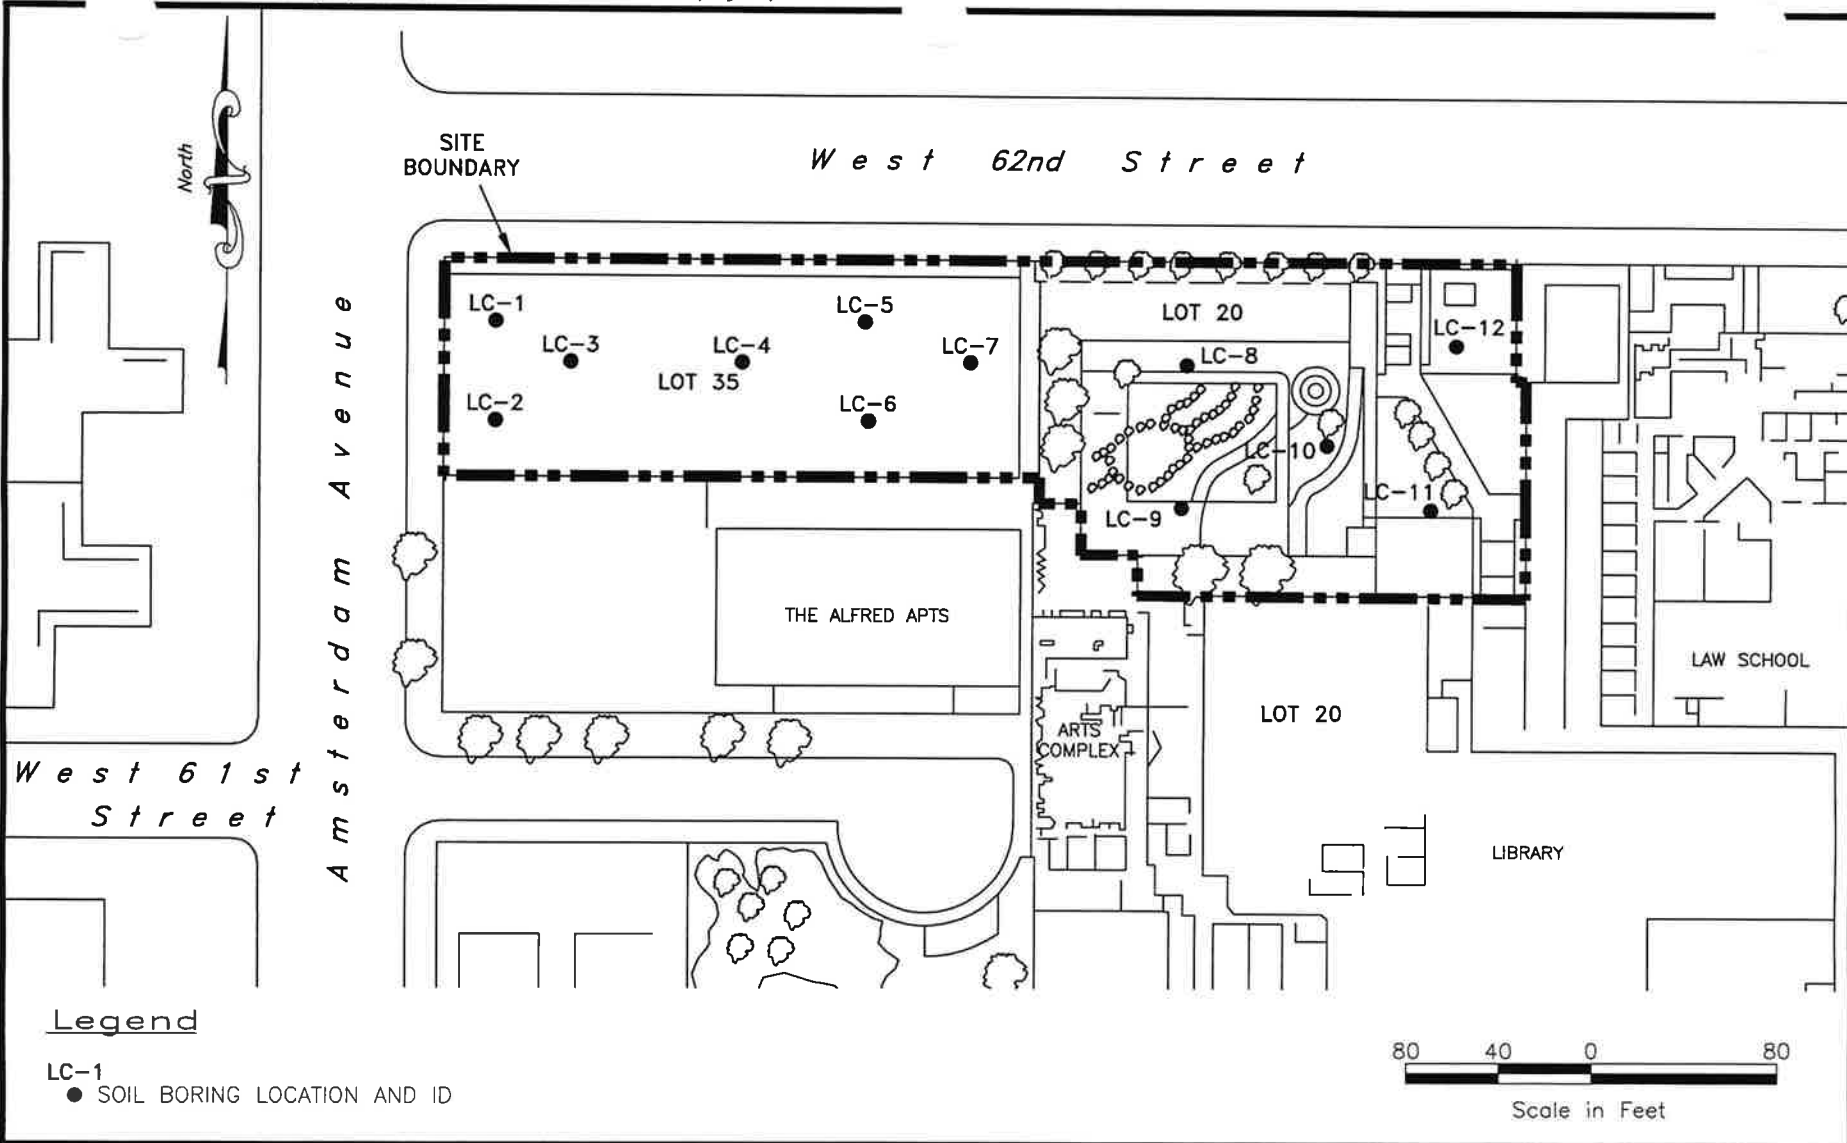 North
SITE
BOUNDARY
West 62nd Street
LC-1
LC-5
LOT 20
LC-12
LC-3
LC-4
LC-7
LC-8
LOT 35
LC-2
LC-6
LC-10
LC-11
LC-9
Amsterdam Avenue
THE ALFRED APTS
LAW SCHOOL
LOT 20
ARTS
COMPLEX
West 61st
Street
LIBRARY
Legend
LC-1
SOIL BORING LOCATION AND ID
80 40 0 80
Scale in Feet